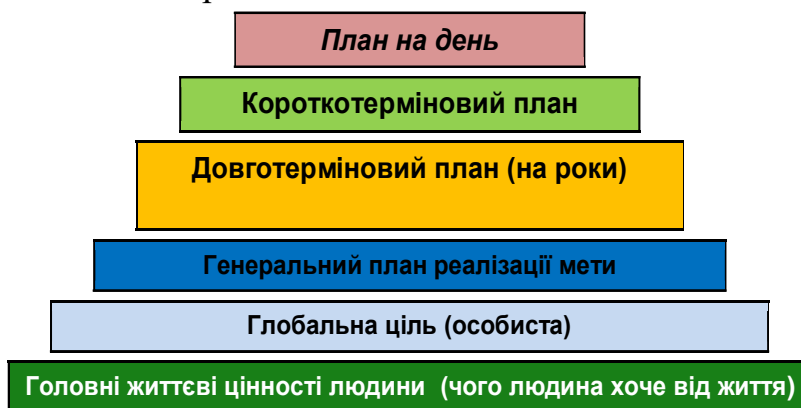 План на день
Короткотерміновий план
Довготерміновий план (на роки)
Генеральний план реалізації мети
Глобальна ціль (особиста)
Головні життєві цінності людини (чого людина хоче від життя)